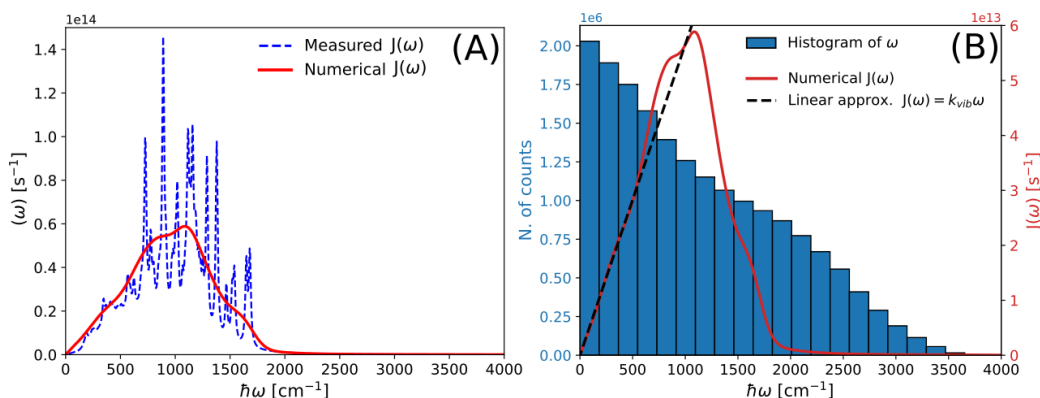 1e14
(A)
Measured J(ω)
Numerical J(ω)
(ω) [s⁻¹]
1.4
1.2
1.0
0.8
0.6
0.4
0.2
0.0
0 500 1000 1500 2000 2500 3000 3500 4000
ħω [cm⁻¹]
1e6
1e13
(B)
Histogram of ω
Numerical J(ω)
Linear approx. J(ω) = k_vib ω
N. of counts
2.00
1.75
1.50
1.25
1.00
0.75
0.50
0.25
0.00
J(ω) [s⁻¹]
6
5
4
3
2
1
0
0 500 1000 1500 2000 2500 3000 3500 4000
ħω [cm⁻¹]